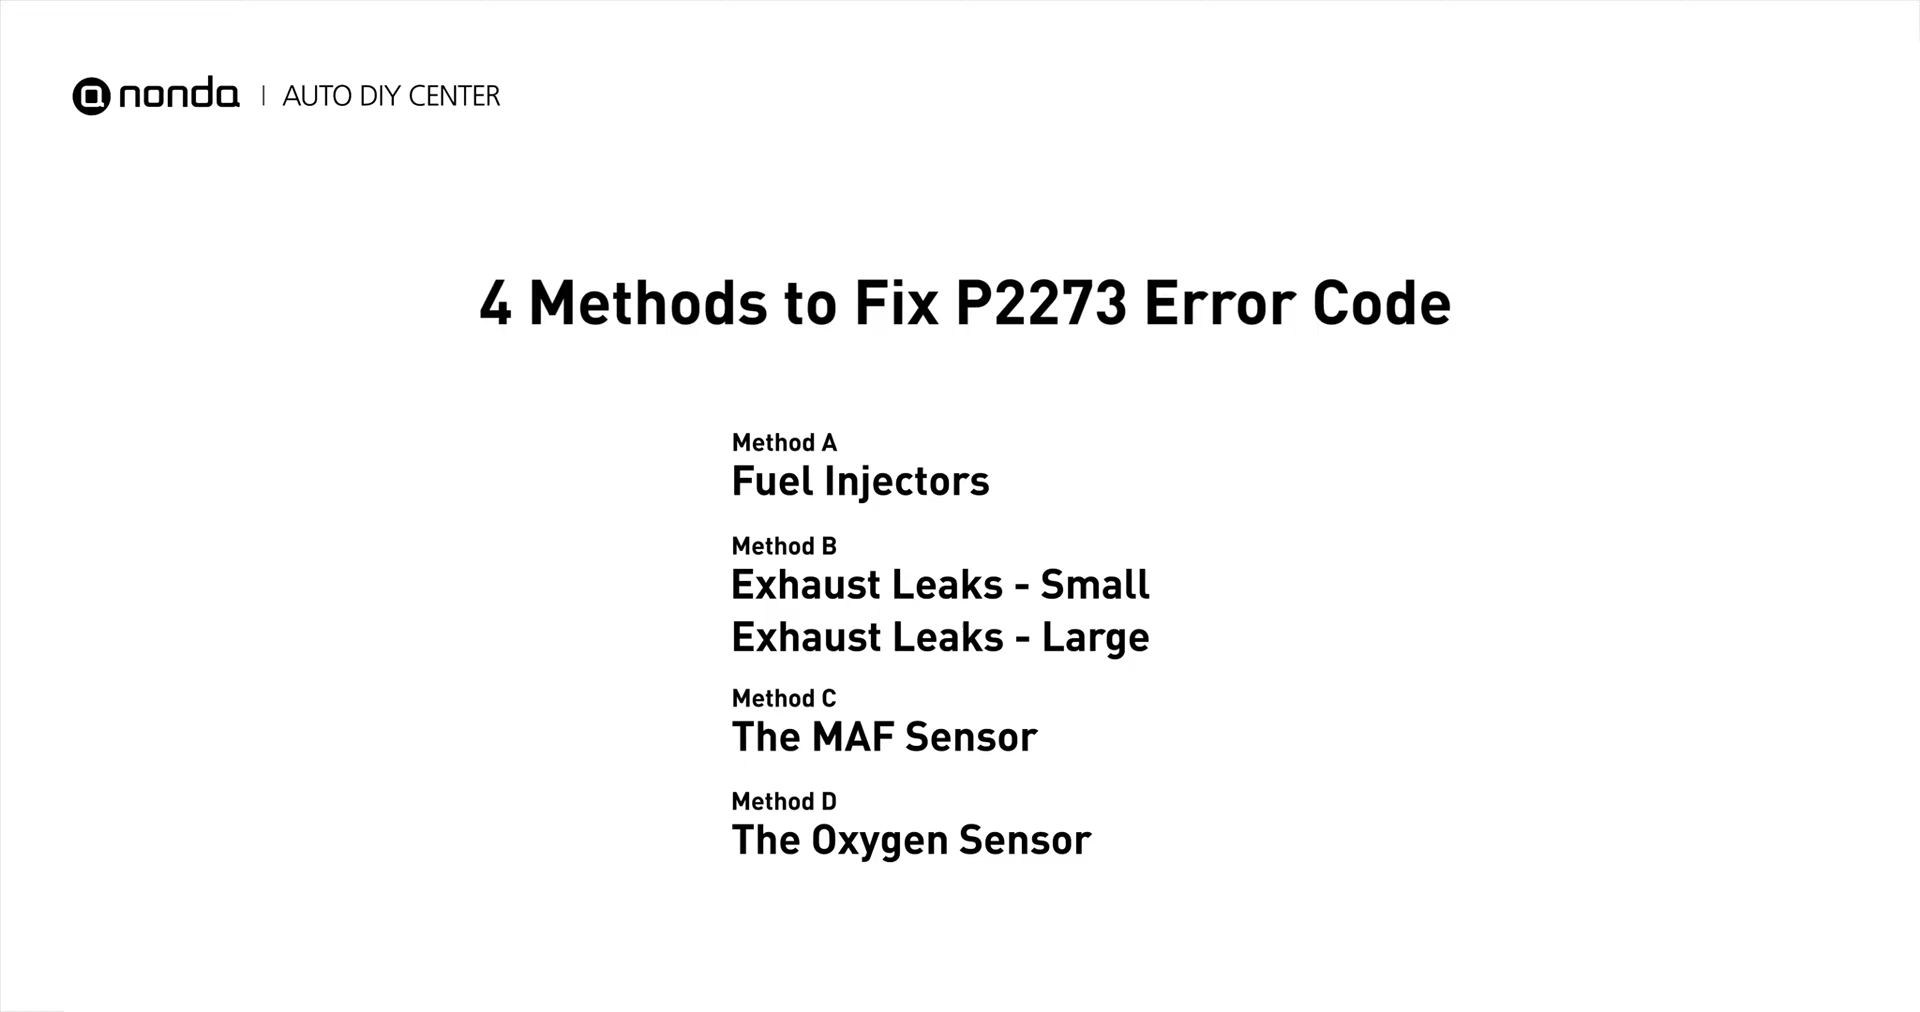 nonda | AUTO DIY CENTER
4 Methods to Fix P2273 Error Code
Method A
Fuel Injectors
Method B
Exhaust Leaks - Small
Exhaust Leaks - Large
Method C
The MAF Sensor
Method D
The Oxygen Sensor